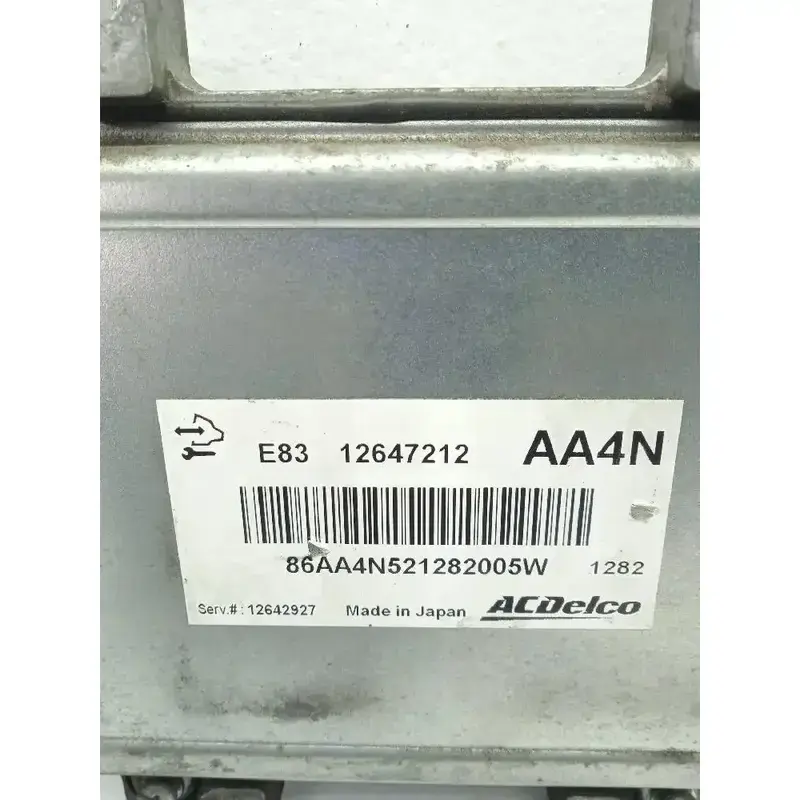 E83 12647212 AA4N
86AA4N521282005W 1282
Serv.#: 12642927 Made in Japan ACDelco